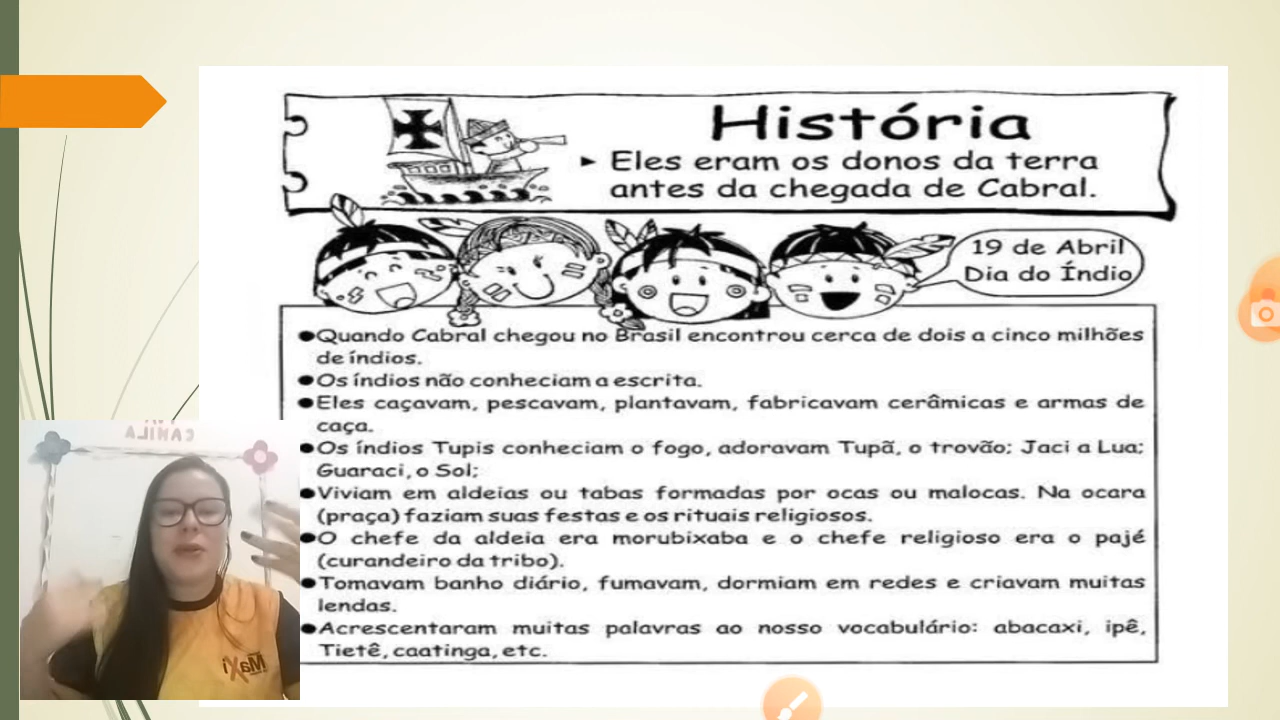 História
► Eles eram os donos da terra
antes da chegada de Cabral.
19 de Abril
Dia do Índio
●Quando Cabral chegou no Brasil encontrou cerca de dois a cinco milhões
de índios.
●Os índios não conheciam a escrita.
●Eles caçavam, pescavam, plantavam, fabricavam cerâmicas e armas de
caça.
●Os índios Tupis conheciam o fogo, adoravam Tupã, o trovão; Jaci a Lua;
Guaraci, o Sol;
●Viviam em aldeias ou tabas formadas por ocas ou malocas. Na ocara
(praça) faziam suas festas e os rituais religiosos.
●O chefe da aldeia era morubixaba e o chefe religioso era o pajé
(curandeiro da tribo).
●Tomavam banho diário, fumavam, dormiam em redes e criavam muitas
lendas.
●Acrescentaram muitas palavras ao nosso vocabulário: abacaxi, ipê,
Tietê, caatinga, etc.
CAMILA
MaXi